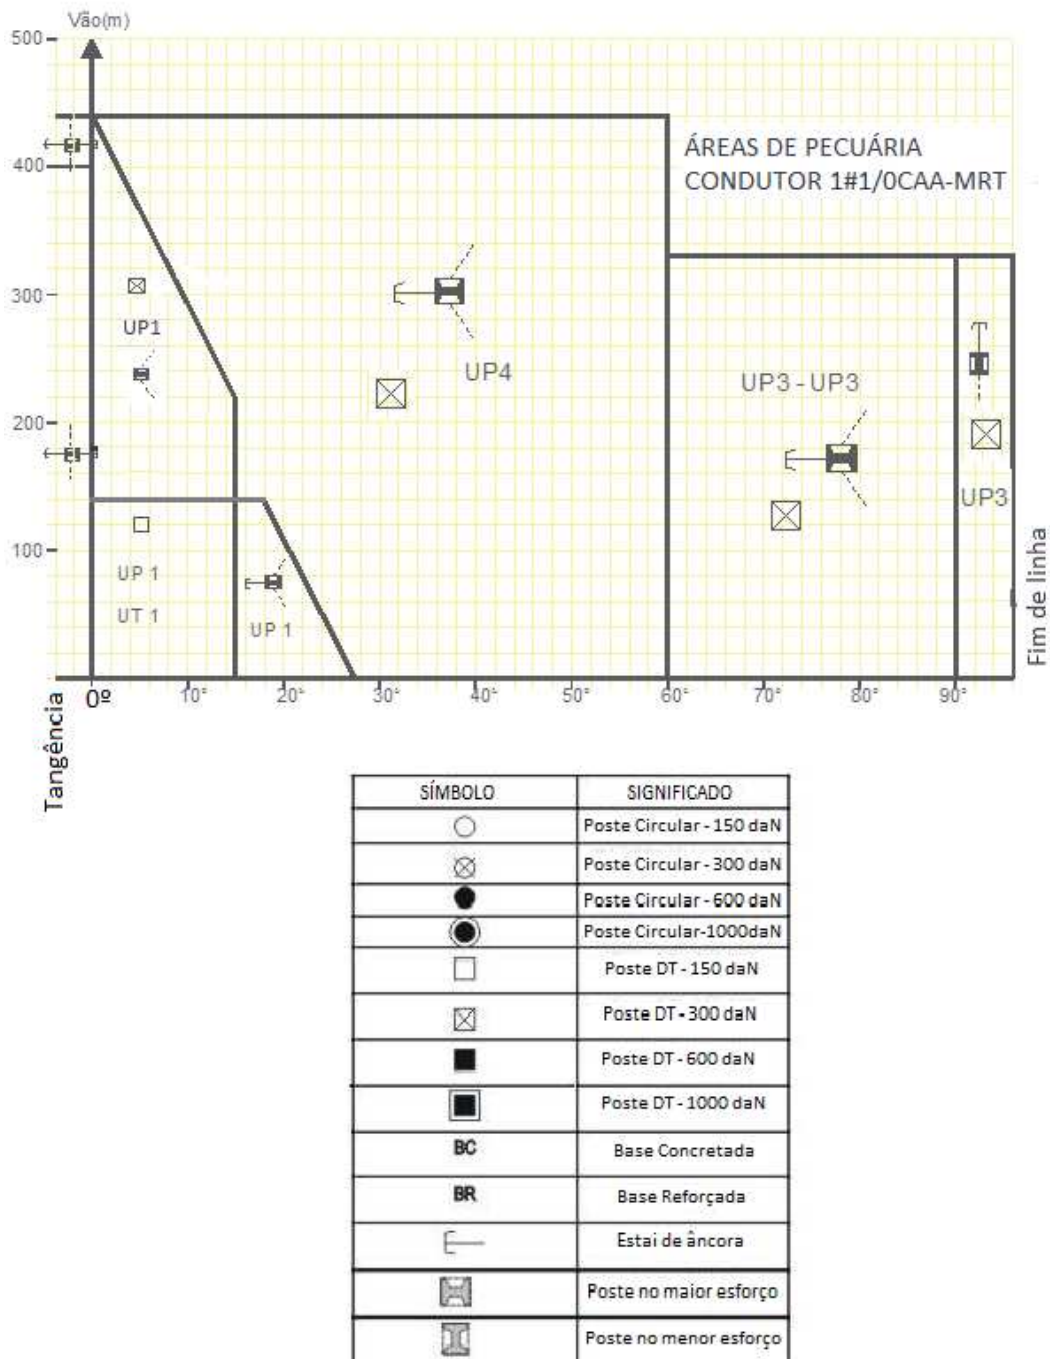 Vão(m)
500
400
300
200
100
ÁREAS DE PECUÁRIA
CONDUTOR 1#1/0CAA-MRT
UP1
UP4
UP3 - UP3
UP3
UP 1
UT 1
UP 1
0º
10°
20°
30°
40°
50°
60°
70°
80°
90°
Tangência
Fim de linha
SÍMBOLO SIGNIFICADO
Poste Circular - 150 daN
Poste Circular - 300 daN
Poste Circular - 600 daN
Poste Circular-1000daN
Poste DT - 150 daN
Poste DT - 300 daN
Poste DT - 600 daN
Poste DT - 1000 daN
BC Base Concretada
BR Base Reforçada
Estai de âncora
Poste no maior esforço
Poste no menor esforço